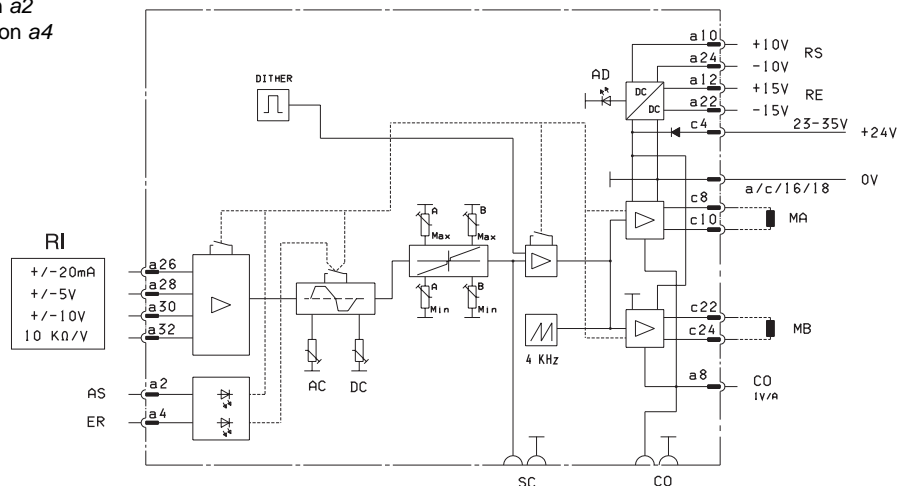 a2
on a4
DITHER
AD
DC
DC
a10
+10V
RS
a24
-10V
a12
+15V
RE
a22
-15V
c4
23-35V
+24V
0V
a/c/16/18
c8
MA
c10
RI
+/-20mA
a26
+/-5V
a28
+/-10V
a30
10 KΩ/V
a32
A
Max
B
Max
A
Min
B
Min
AC
DC
4 KHz
c22
MB
c24
AS
a2
ER
a4
a8
CO
1V/A
SC
CO